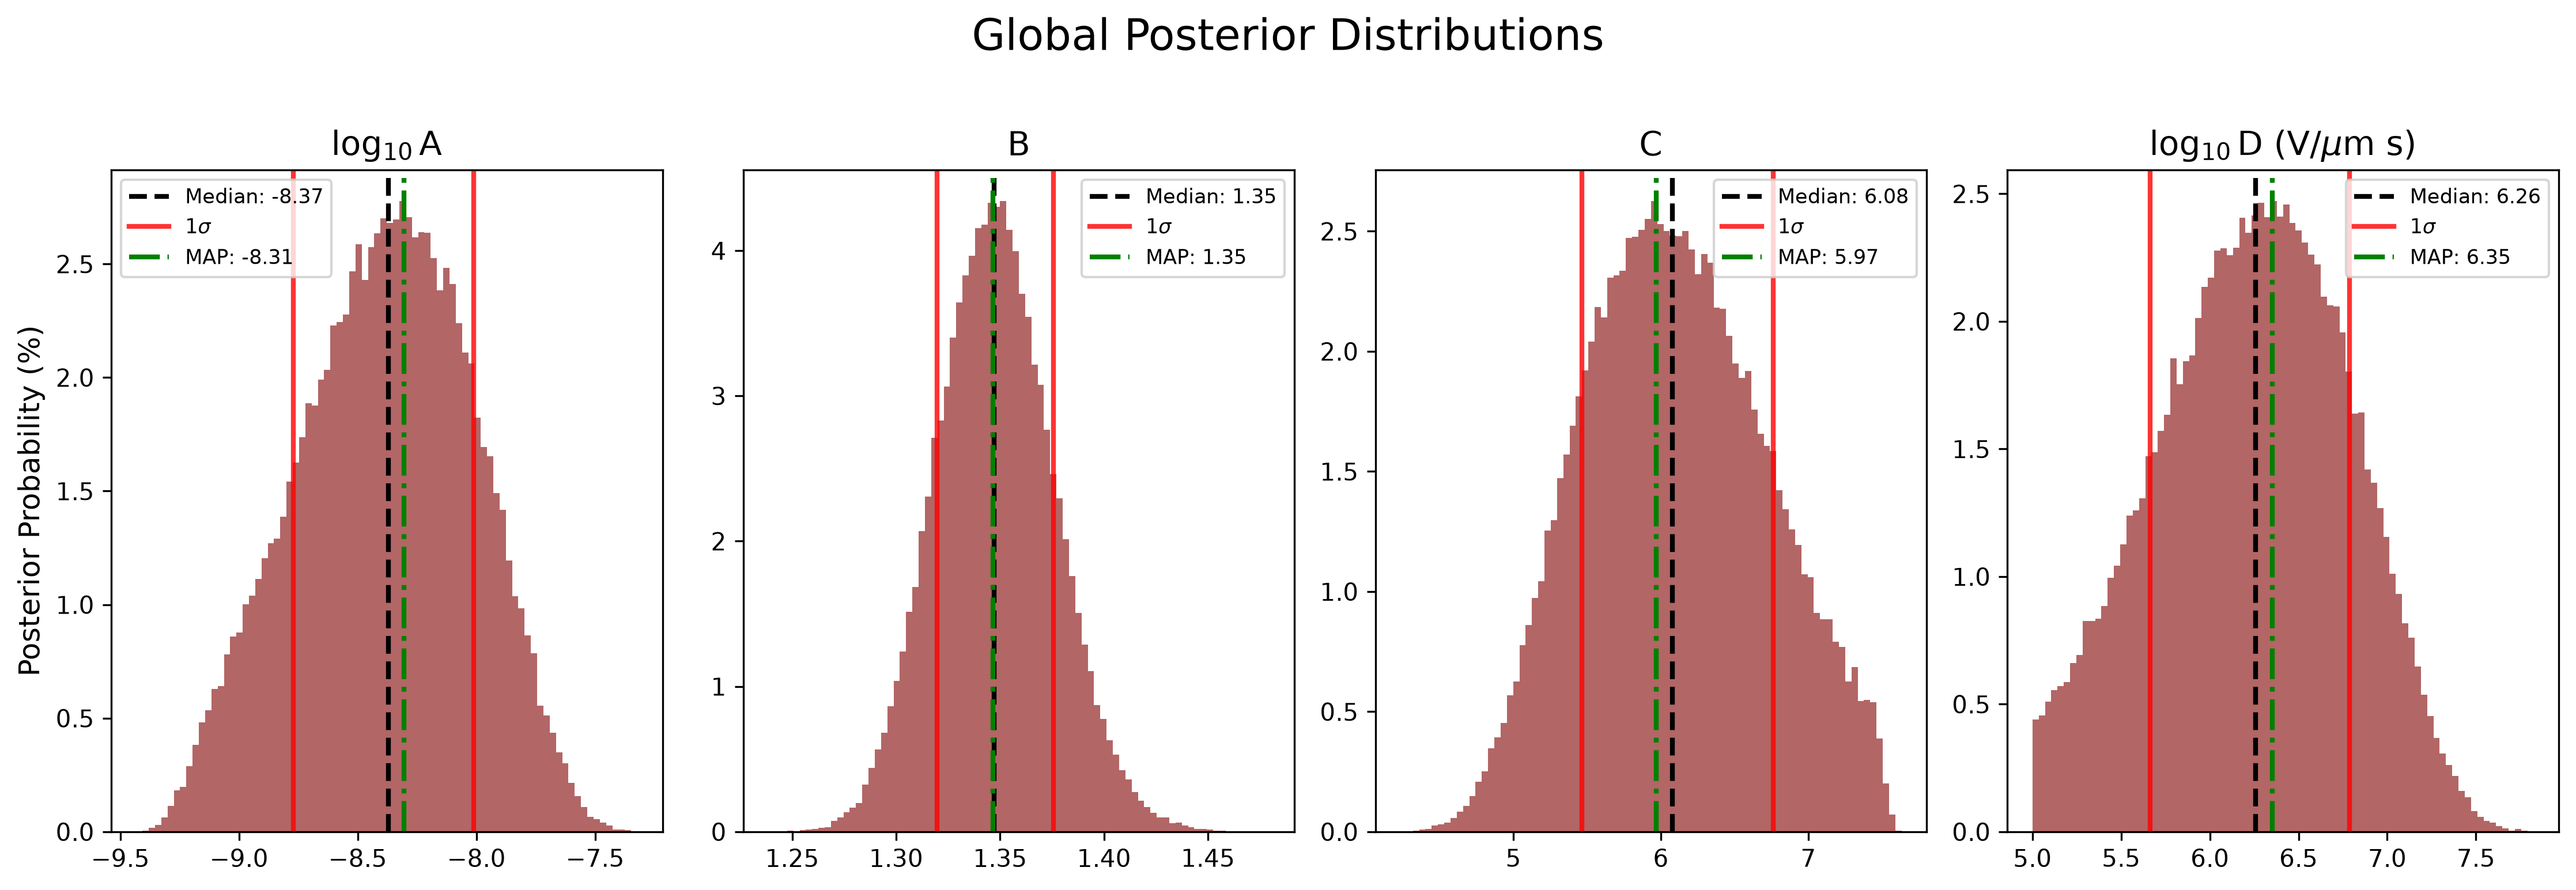 Global Posterior Distributions
log₁₀ A
Posterior Probability (%)
Median: -8.37
1σ
MAP: -8.31
2.5
2.0
1.5
1.0
0.5
0.0
−9.5 −9.0 −8.5 −8.0 −7.5
B
Median: 1.35
1σ
MAP: 1.35
4
3
2
1
0
1.25 1.30 1.35 1.40 1.45
C
Median: 6.08
1σ
MAP: 5.97
2.5
2.0
1.5
1.0
0.5
0.0
5 6 7
log₁₀ D (V/μm s)
Median: 6.26
1σ
MAP: 6.35
2.5
2.0
1.5
1.0
0.5
0.0
5.0 5.5 6.0 6.5 7.0 7.5